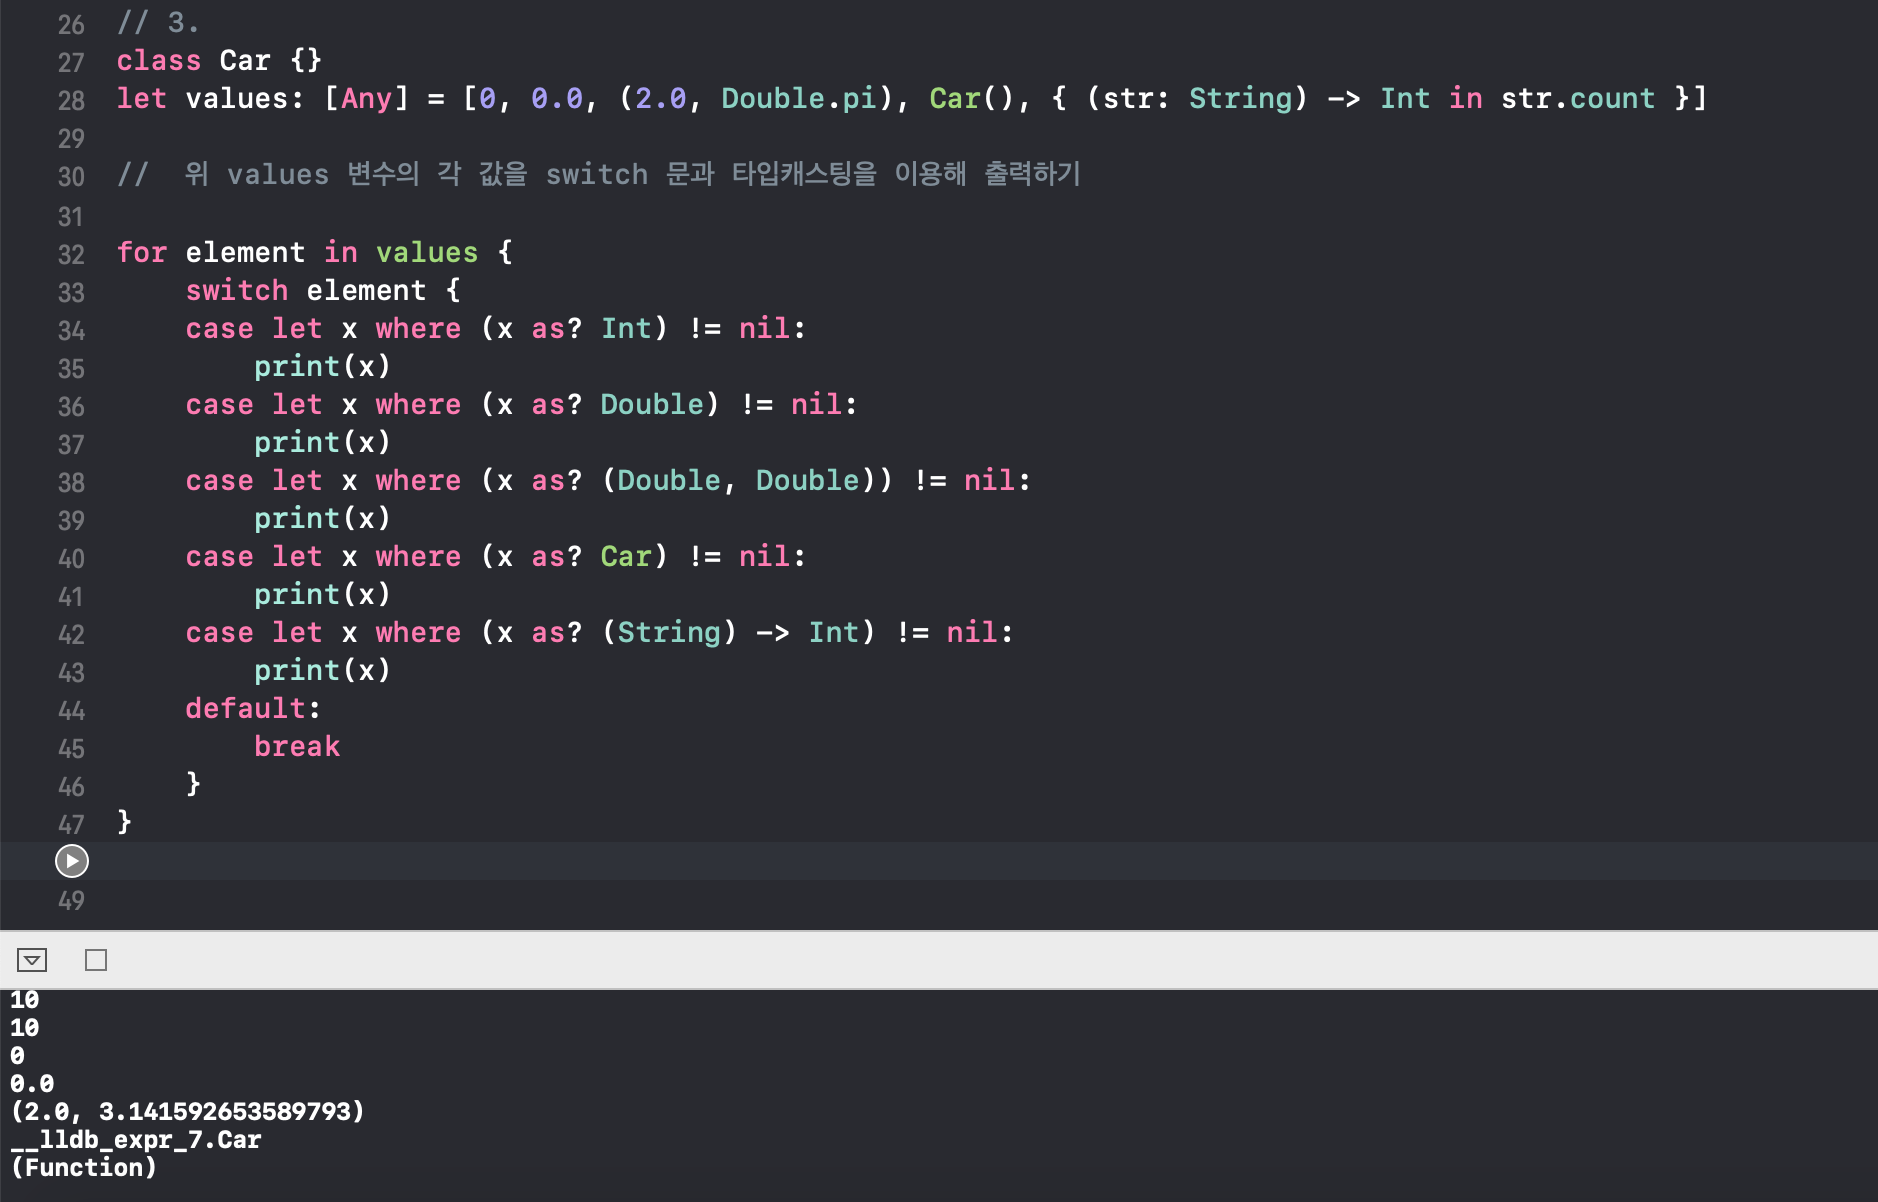 26 // 3.
27 class Car {}
28 let values: [Any] = [0, 0.0, (2.0, Double.pi), Car(), { (str: String) -> Int in str.count }]
29
30 //  위 values 변수의 각 값을 switch 문과 타입캐스팅을 이용해 출력하기
31
32 for element in values {
33     switch element {
34     case let x where (x as? Int) != nil:
35         print(x)
36     case let x where (x as? Double) != nil:
37         print(x)
38     case let x where (x as? (Double, Double)) != nil:
39         print(x)
40     case let x where (x as? Car) != nil:
41         print(x)
42     case let x where (x as? (String) -> Int) != nil:
43         print(x)
44     default:
45         break
46     }
47 }
49
10
10
0
0.0
(2.0, 3.141592653589793)
__lldb_expr_7.Car
(Function)